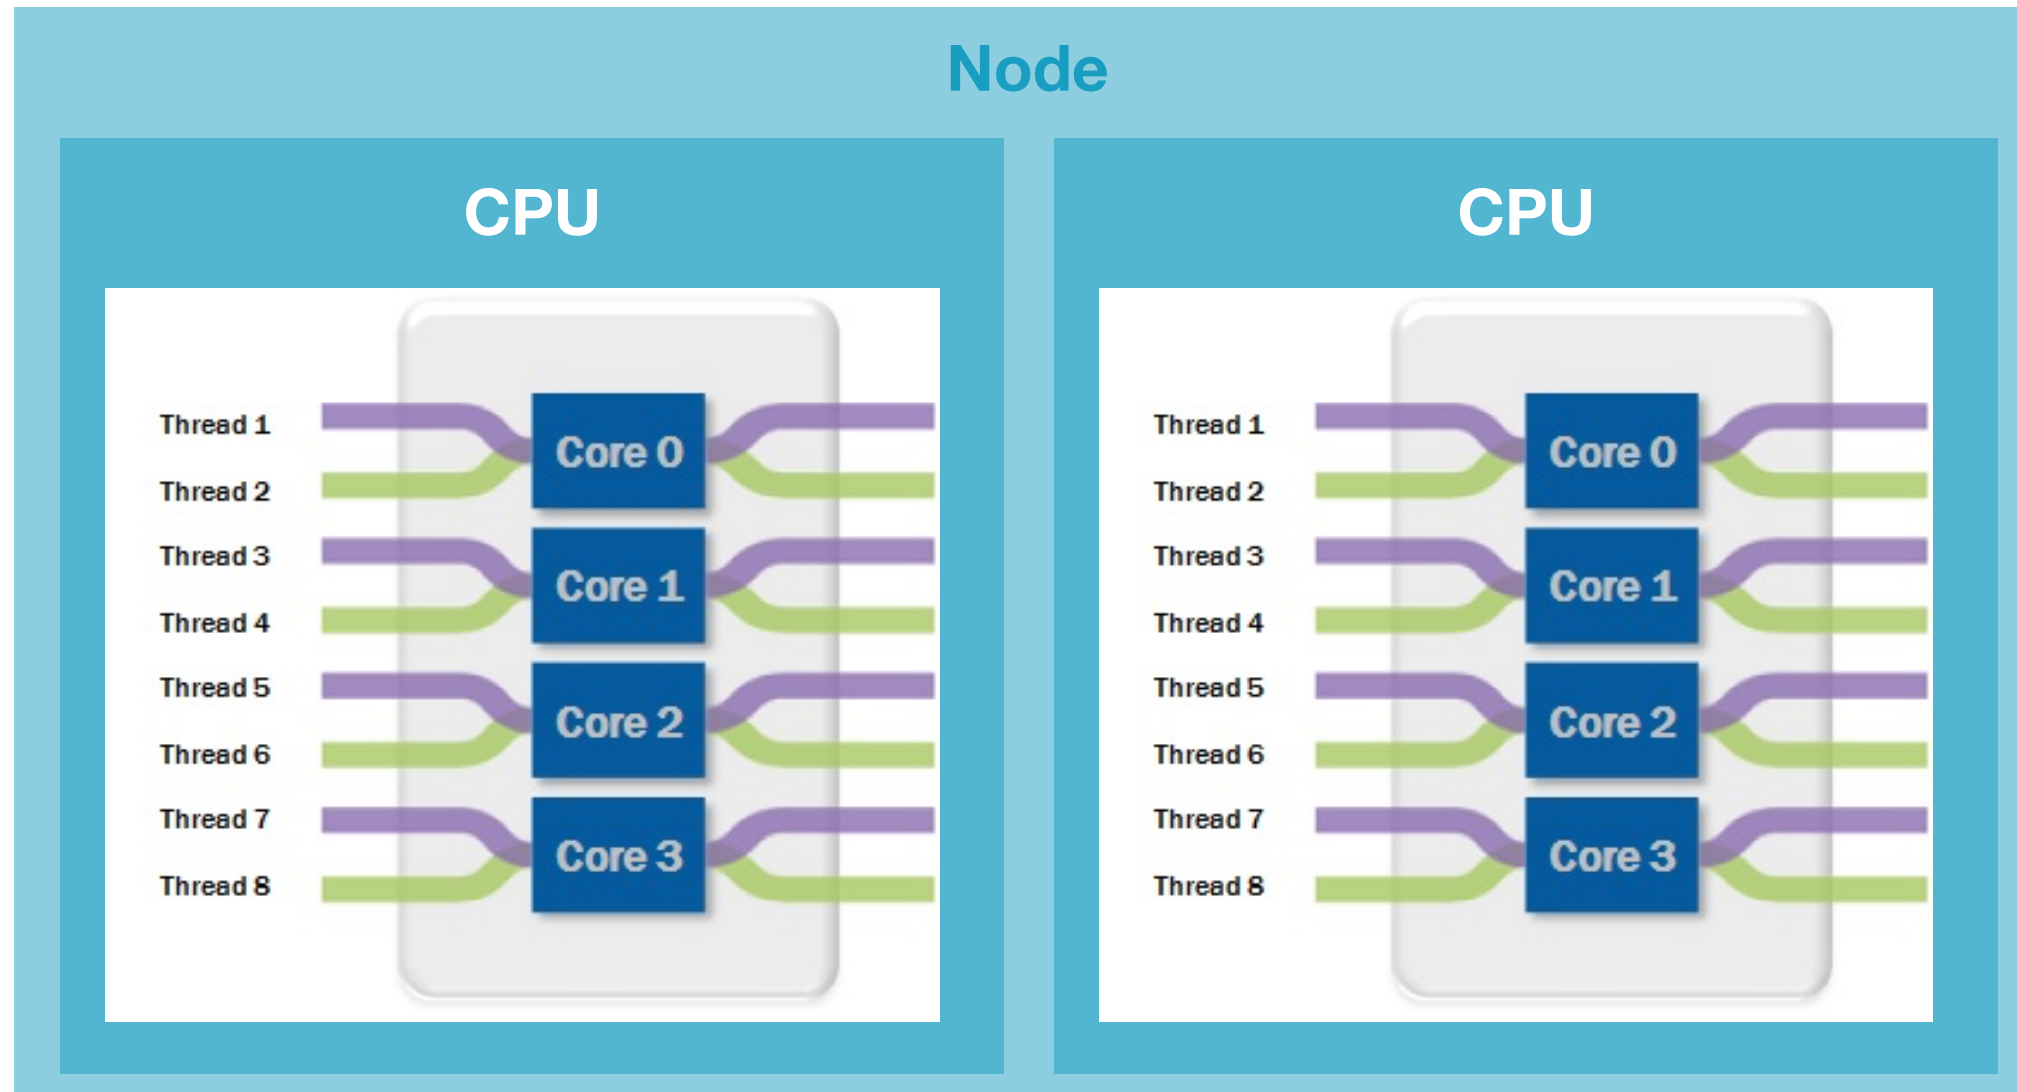 Node
CPU
Thread 1
Thread 2
Thread 3
Thread 4
Thread 5
Thread 6
Thread 7
Thread 8
Core 0
Core 1
Core 2
Core 3
CPU
Thread 1
Thread 2
Thread 3
Thread 4
Thread 5
Thread 6
Thread 7
Thread 8
Core 0
Core 1
Core 2
Core 3